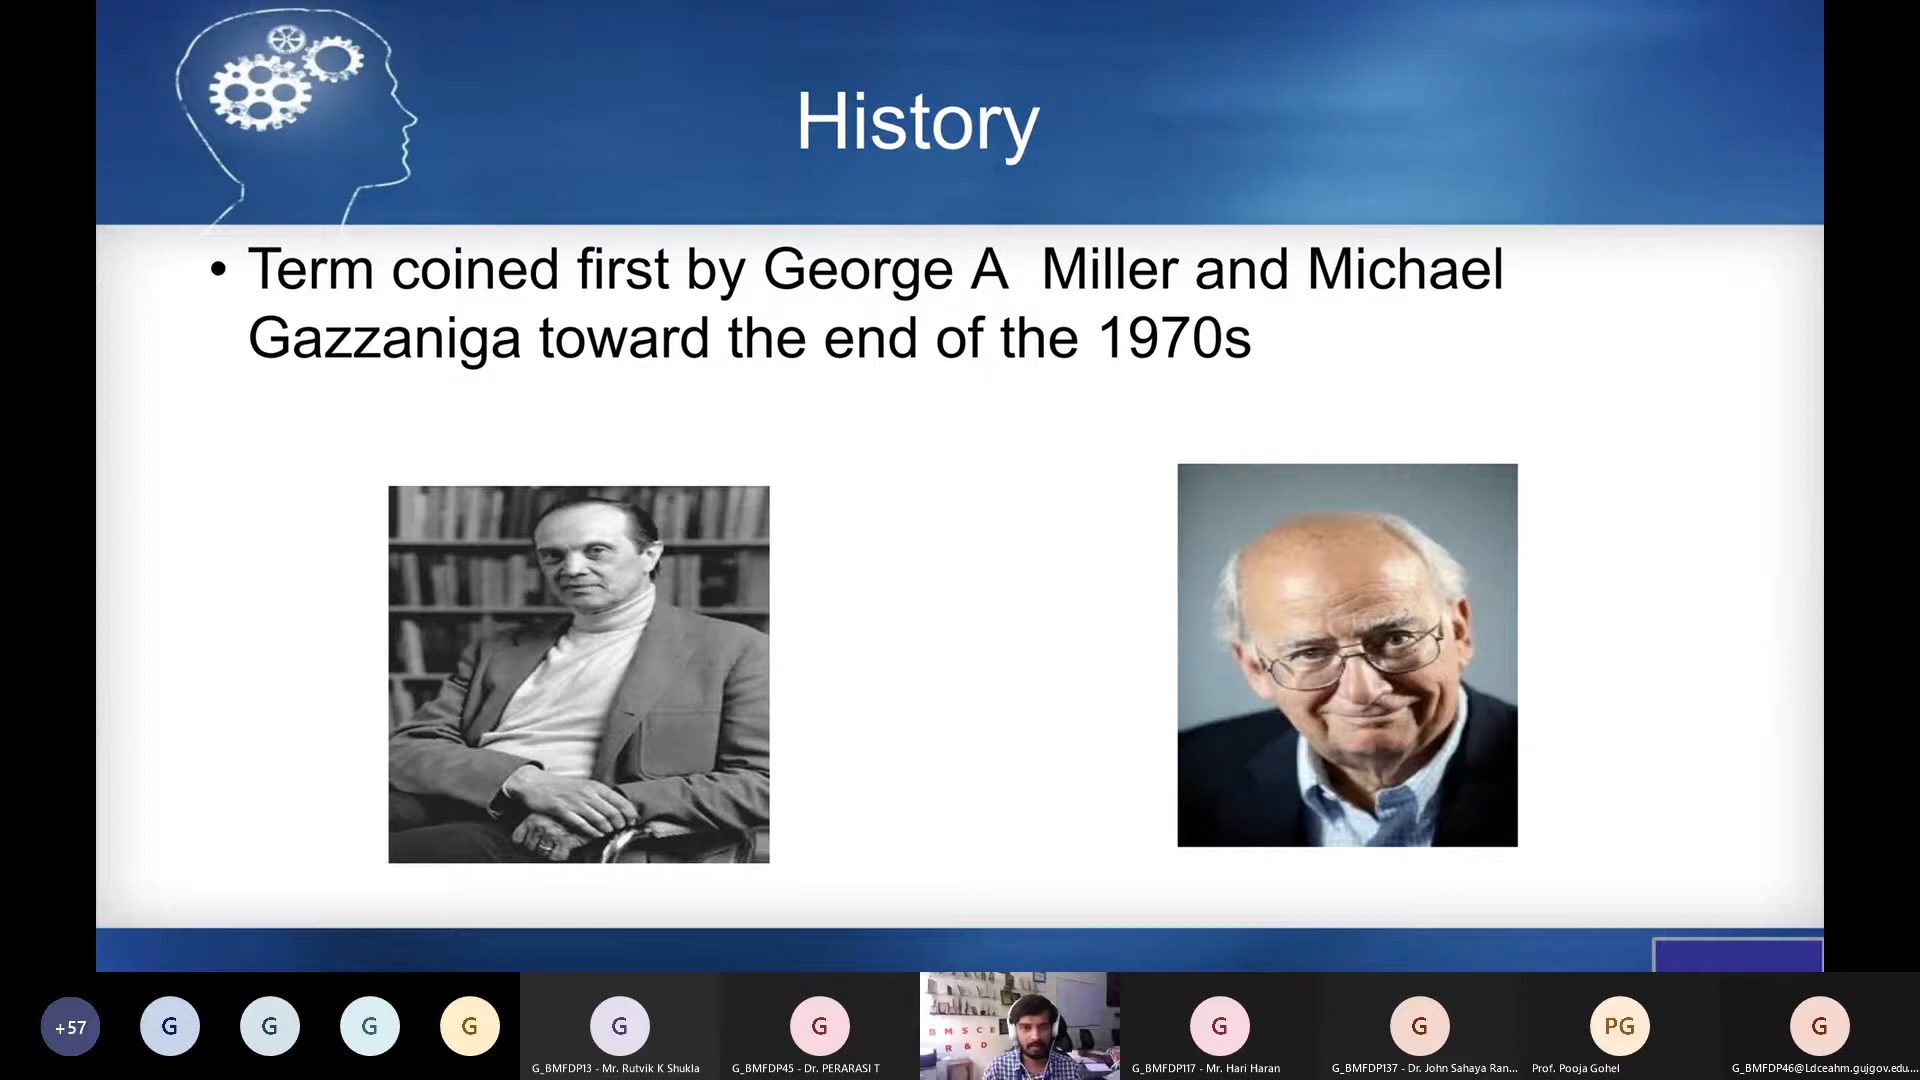 History
• Term coined first by George A  Miller and Michael
Gazzaniga toward the end of the 1970s
+57
G
G
G
G
G
G
BMSCE
R & D
G
G
PG
G
G_BMFDP13 - Mr. Rutvik K Shukla
G_BMFDP45 - Dr. PERARASI T
G_BMFDP117 - Mr. Hari Haran
G_BMFDP137 - Dr. John Sahaya Ran...
Prof. Pooja Gohel
G_BMFDP46@Ldceahm.gujgov.edu....